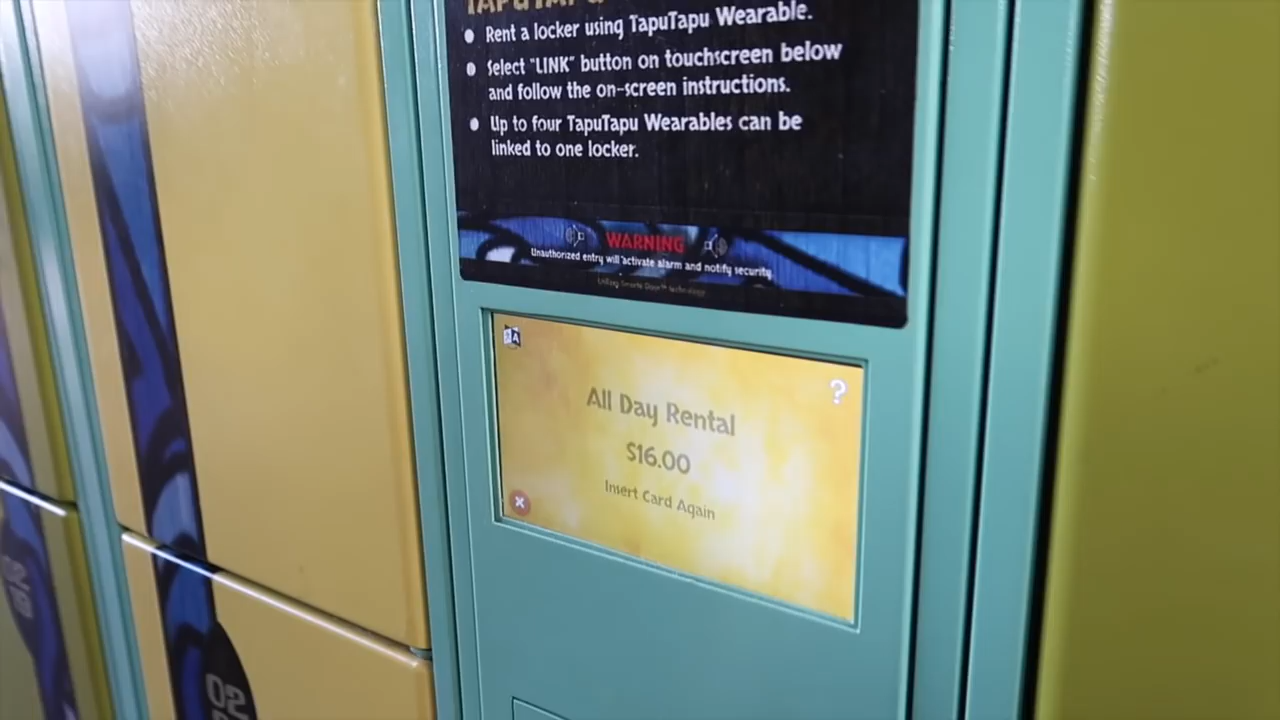 TAPUTAPU
Rent a locker using TapuTapu Wearable.
Select "LINK" button on touchscreen below
and follow the on-screen instructions.
Up to four TapuTapu Wearables can be
linked to one locker.
WARNING
Unauthorized entry will activate alarm and notify security
A
?
All Day Rental
$16.00
Insert Card Again
02